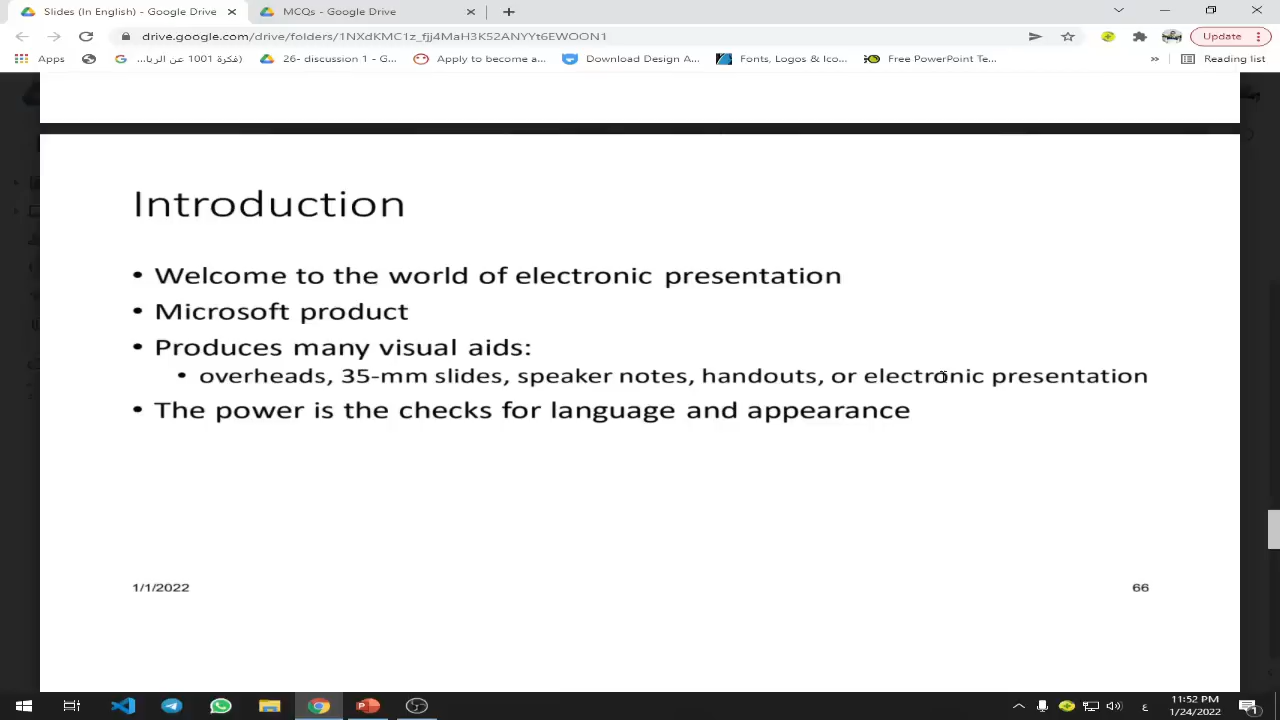 (In English) - Google Dri
MCQs - Google Drive
drive.google.com/drive/folders/1NXdKMC1z_fjj4MaH3K52ANYYt6EWOON1
Update
Apps
فكرة 1001 عن الريا...
26- discussion 1 - G...
Apply to become a...
Download Design A...
Fonts, Logos & Ico...
Free PowerPoint Te...
»
Reading list
Introduction
• Welcome to the world of electronic presentation
• Microsoft product
• Produces many visual aids:
• overheads, 35-mm slides, speaker notes, handouts, or electronic presentation
• The power is the checks for language and appearance
1/1/2022
66
11:52 PM
ع
1/24/2022
1